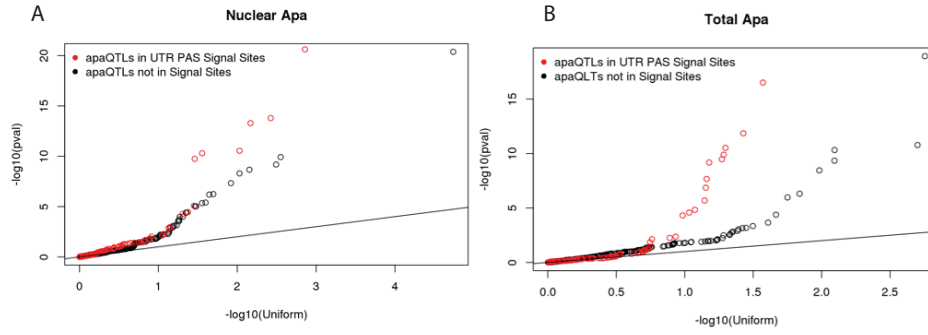 A
Nuclear Apa
apaQTLs in UTR PAS Signal Sites
apaQTLs not in Signal Sites
-log10(pval)
20
15
10
5
0
0
1
2
3
4
-log10(Uniform)
B
Total Apa
apaQTLs in UTR PAS Signal Sites
apaQLTs not in Signal Sites
-log10(pval)
15
10
5
0
0.0
0.5
1.0
1.5
2.0
2.5
-log10(Uniform)